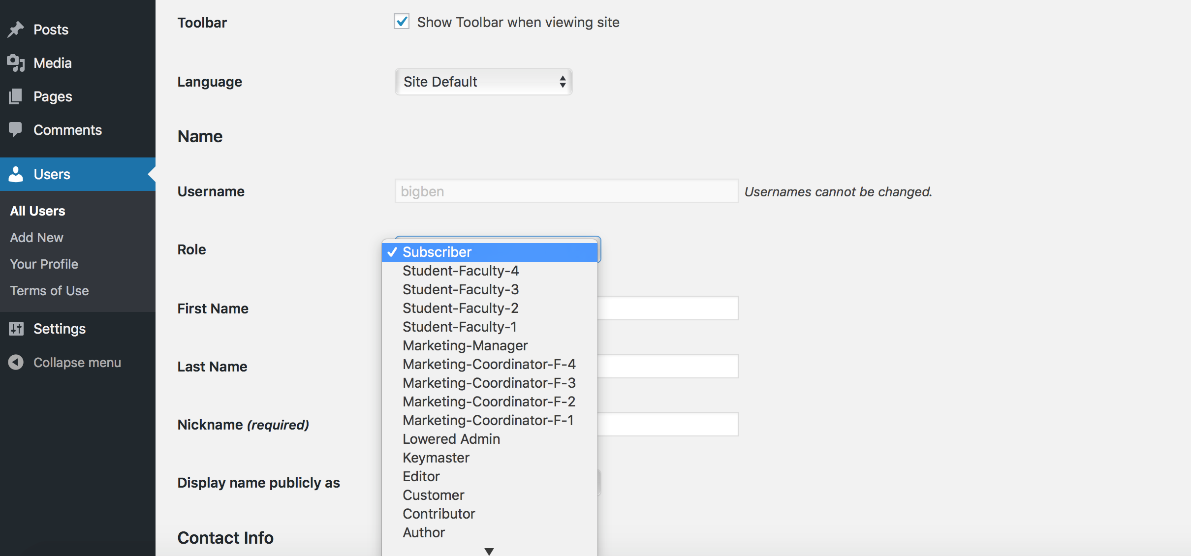 Posts
Media
Pages
Comments
Users
All Users
Add New
Your Profile
Terms of Use
Settings
Collapse menu
Toolbar
Show Toolbar when viewing site
Language
Site Default
Name
Username
bigben
Usernames cannot be changed.
Role
Subscriber
Student-Faculty-4
Student-Faculty-3
Student-Faculty-2
Student-Faculty-1
Marketing-Manager
Marketing-Coordinator-F-4
Marketing-Coordinator-F-3
Marketing-Coordinator-F-2
Marketing-Coordinator-F-1
Lowered Admin
Keymaster
Editor
Customer
Contributor
Author
First Name
Last Name
Nickname (required)
Display name publicly as
Contact Info